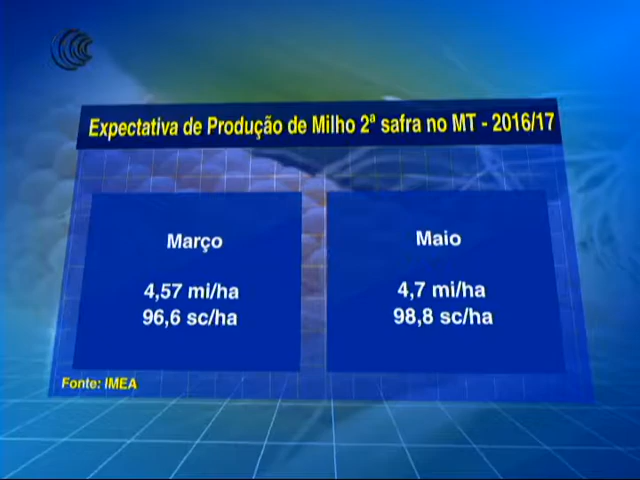 Expectativa de Produção de Milho 2ª safra no MT - 2016/17
Março
4,57 mi/ha
96,6 sc/ha
Maio
4,7 mi/ha
98,8 sc/ha
Fonte: IMEA